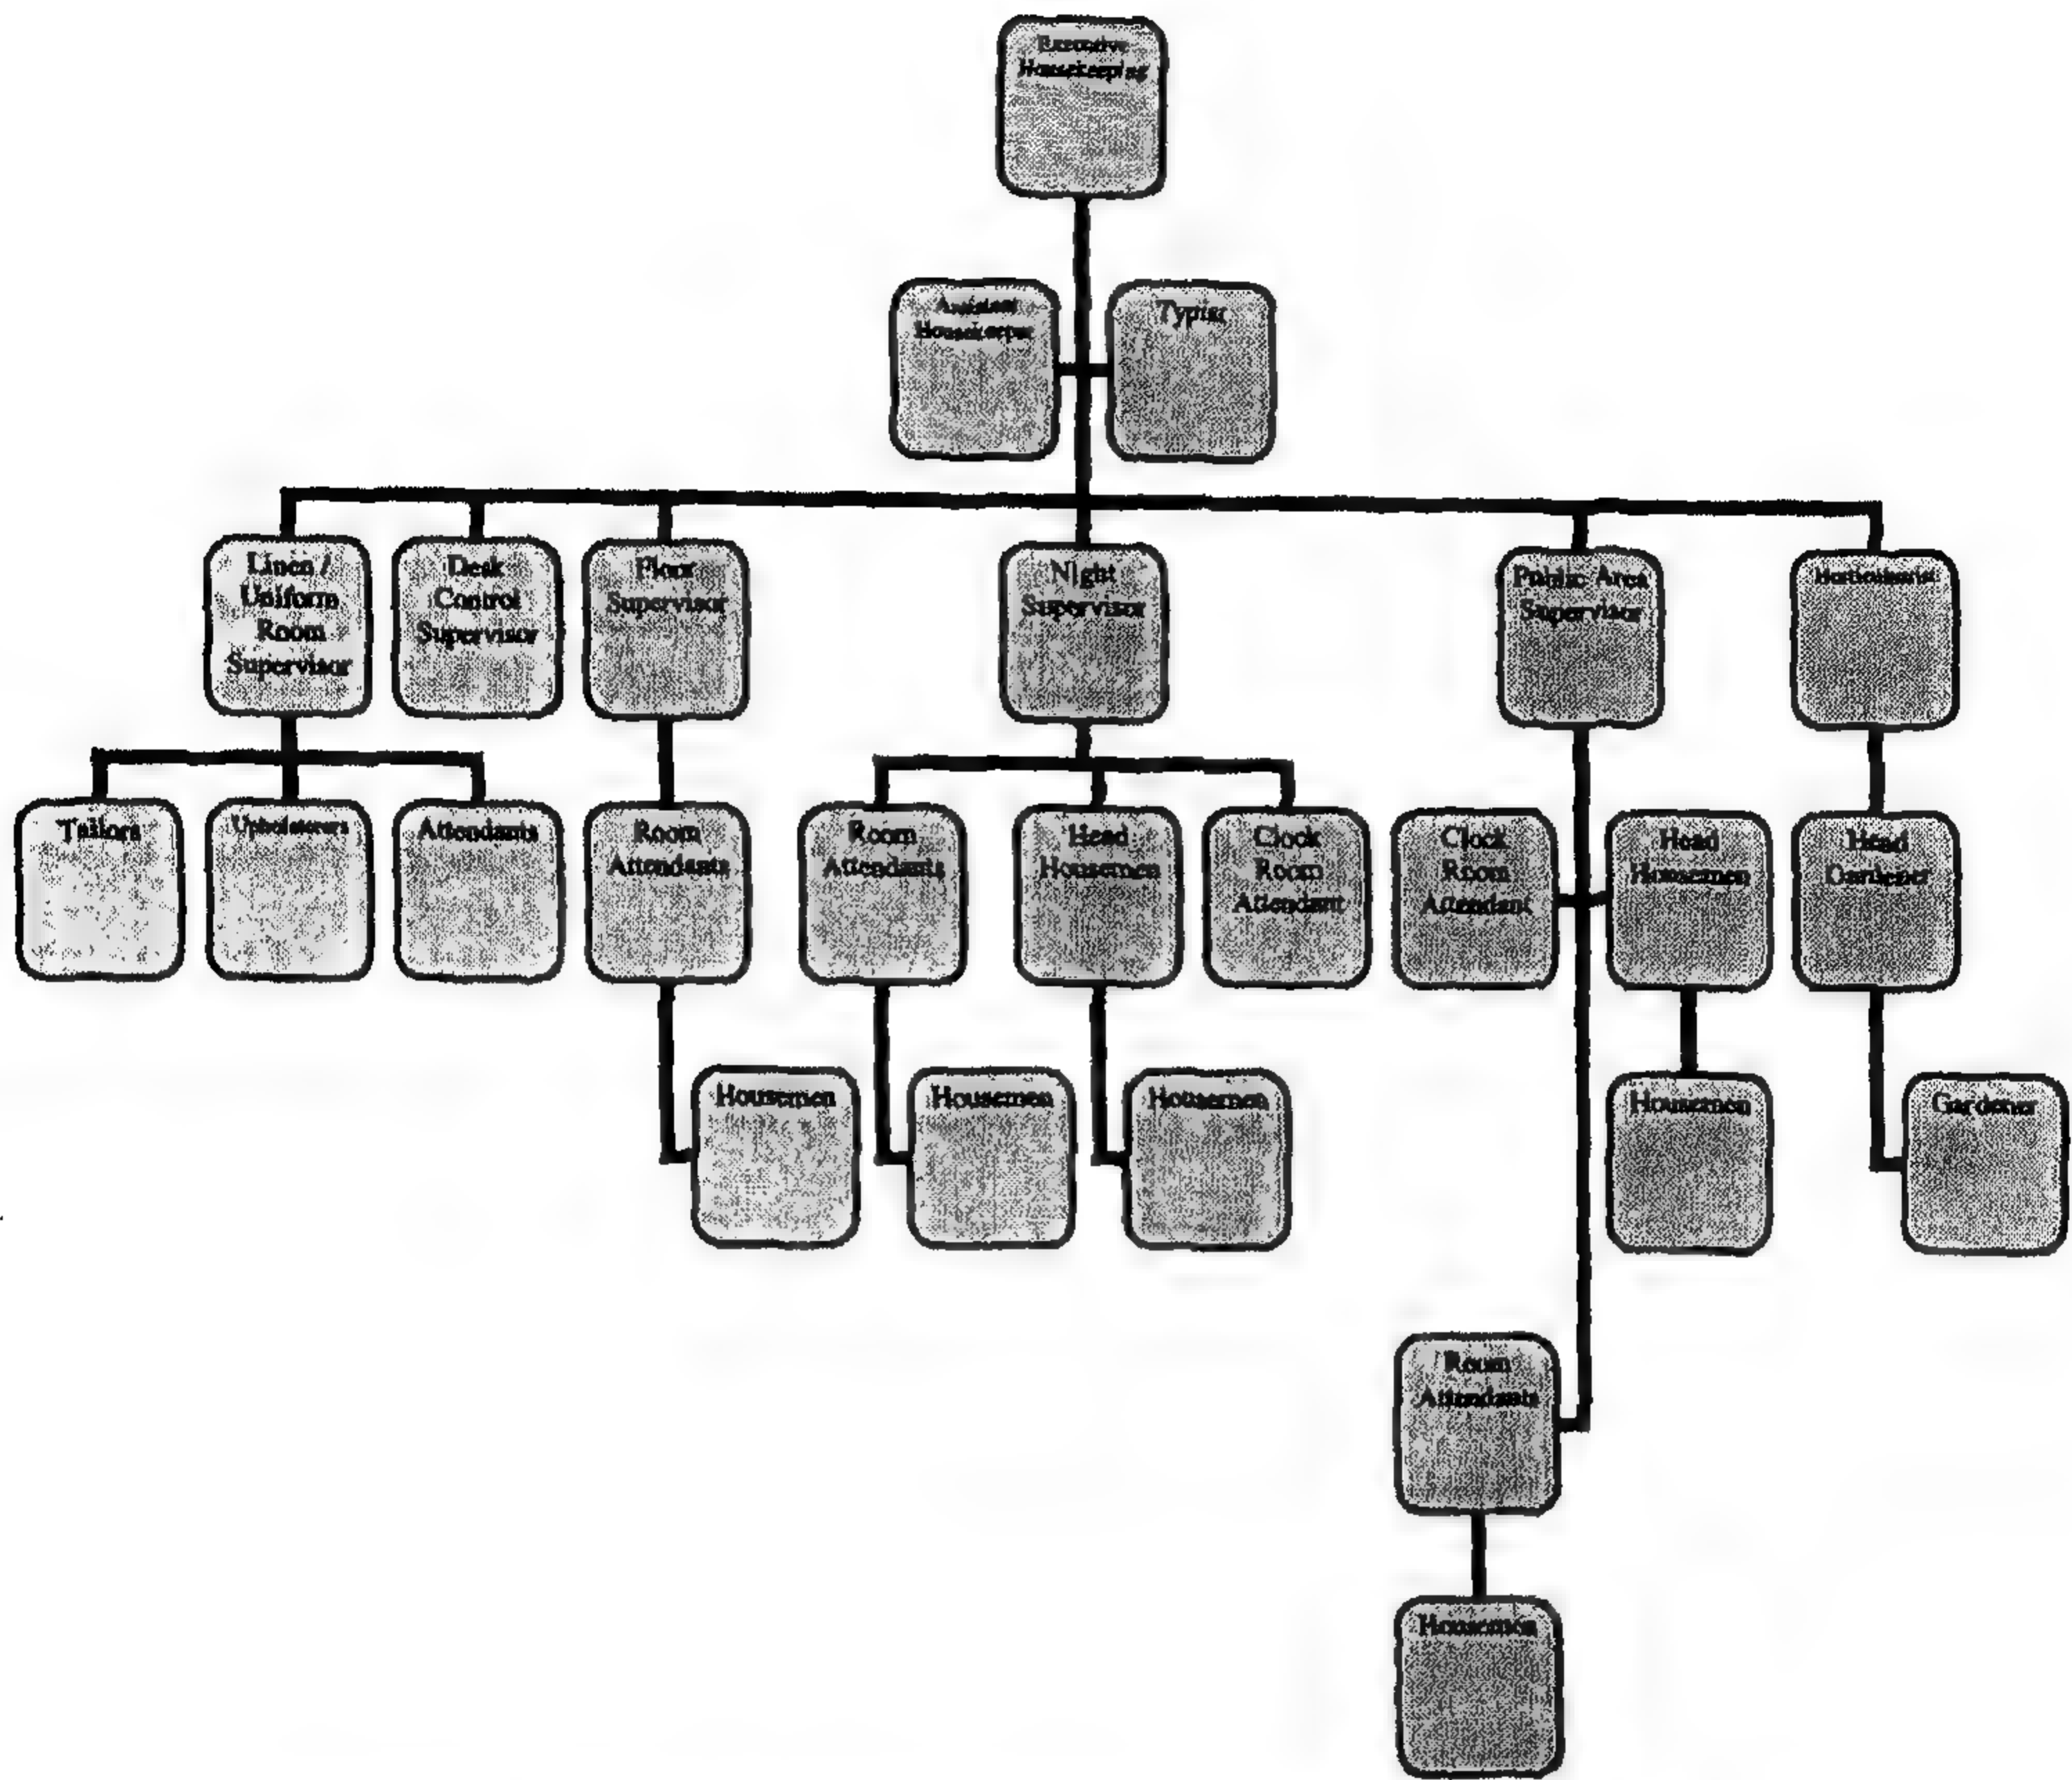 Executive
Housekeeping
Assistant
Housekeeper
Typist
Linen /
Uniform
Room
Supervisor
Desk
Control
Supervisor
Floor
Supervisor
Night
Supervisor
Public Area
Supervisor
Horticulturist
Tailors
Upholsterers
Attendants
Room
Attendants
Room
Attendants
Head
Housemen
Clock
Room
Attendant
Clock
Room
Attendant
Head
Housemen
Head
Gardener
Housemen
Housemen
Housemen
Housemen
Gardener
Room
Attendants
Housemen